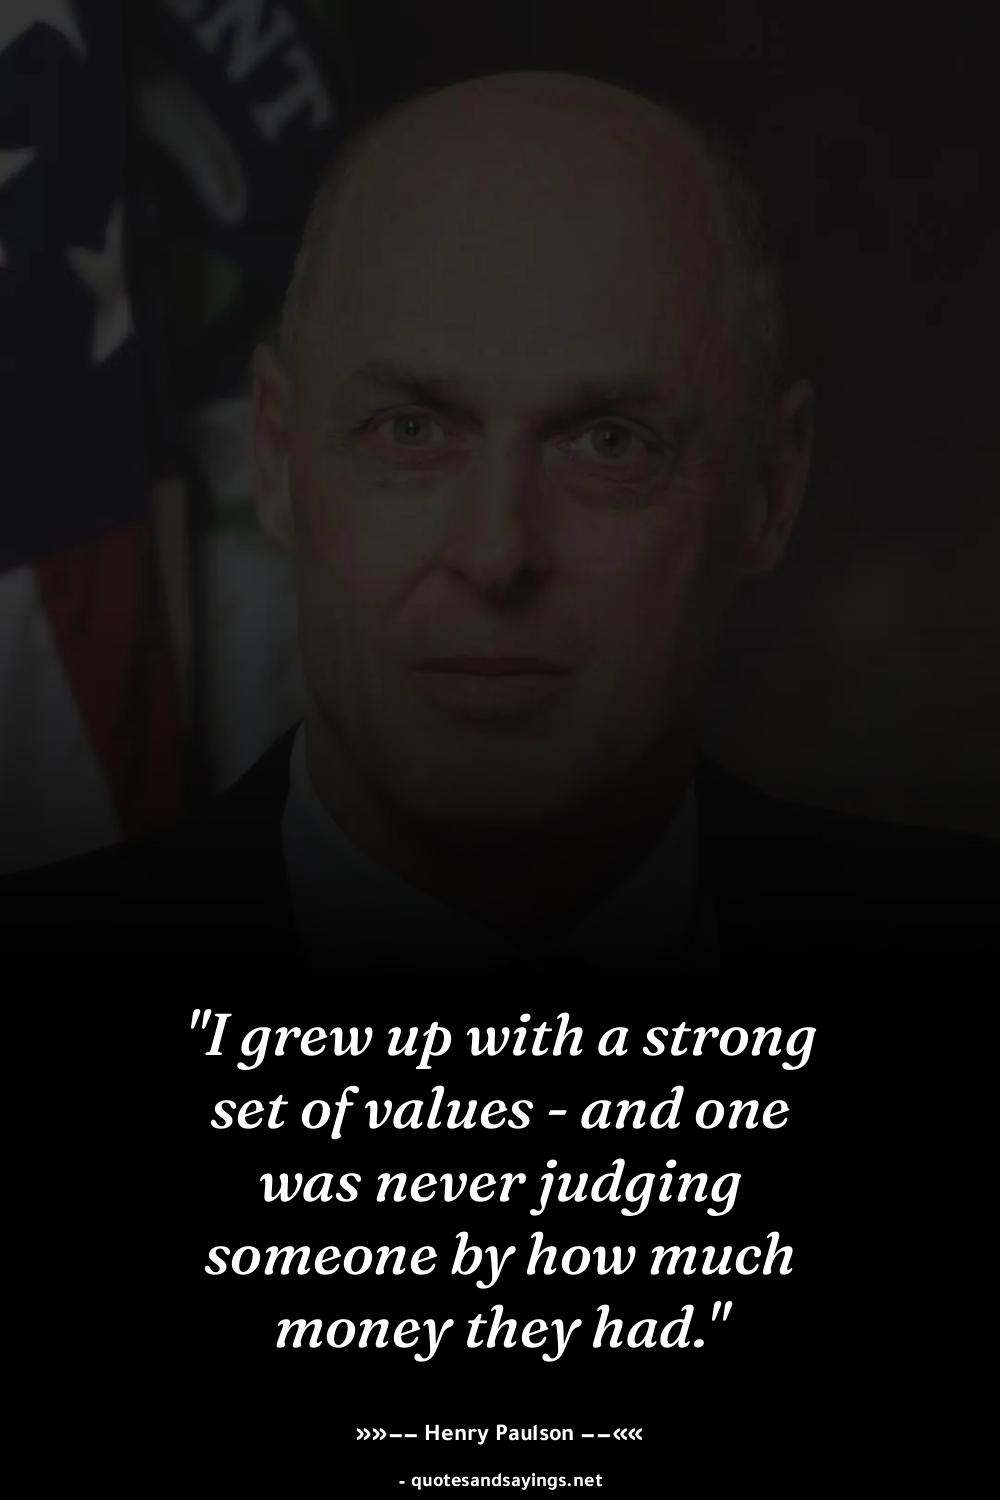 ENT
"I grew up with a strong
set of values - and one
was never judging
someone by how much
money they had."
»»−− Henry Paulson −−««
- quotesandsayings.net